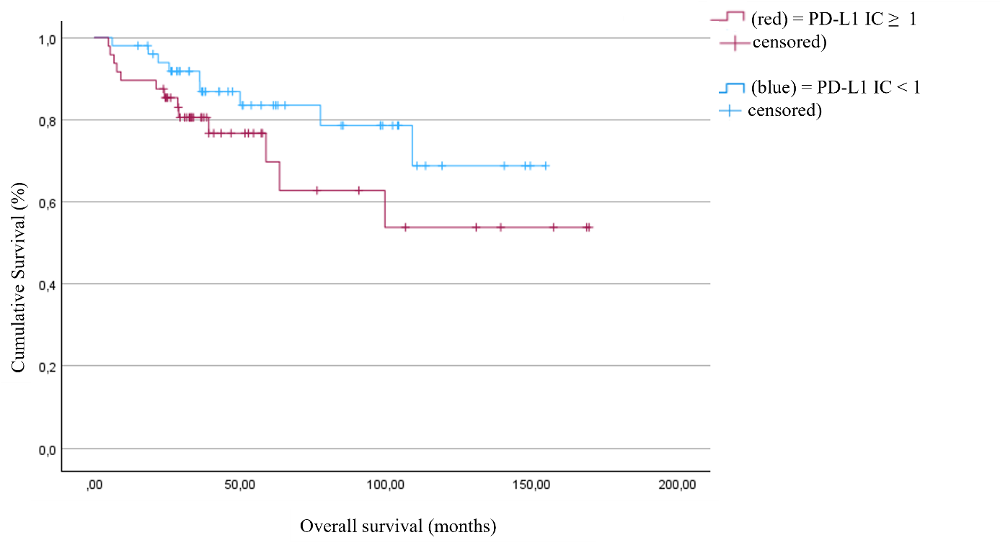 (red) = PD-L1 IC ≥ 1
censored)
(blue) = PD-L1 IC < 1
censored)
Cumulative Survival (%)
1,0
0,8
0,6
0,4
0,2
0,0
,00 50,00 100,00 150,00 200,00
Overall survival (months)